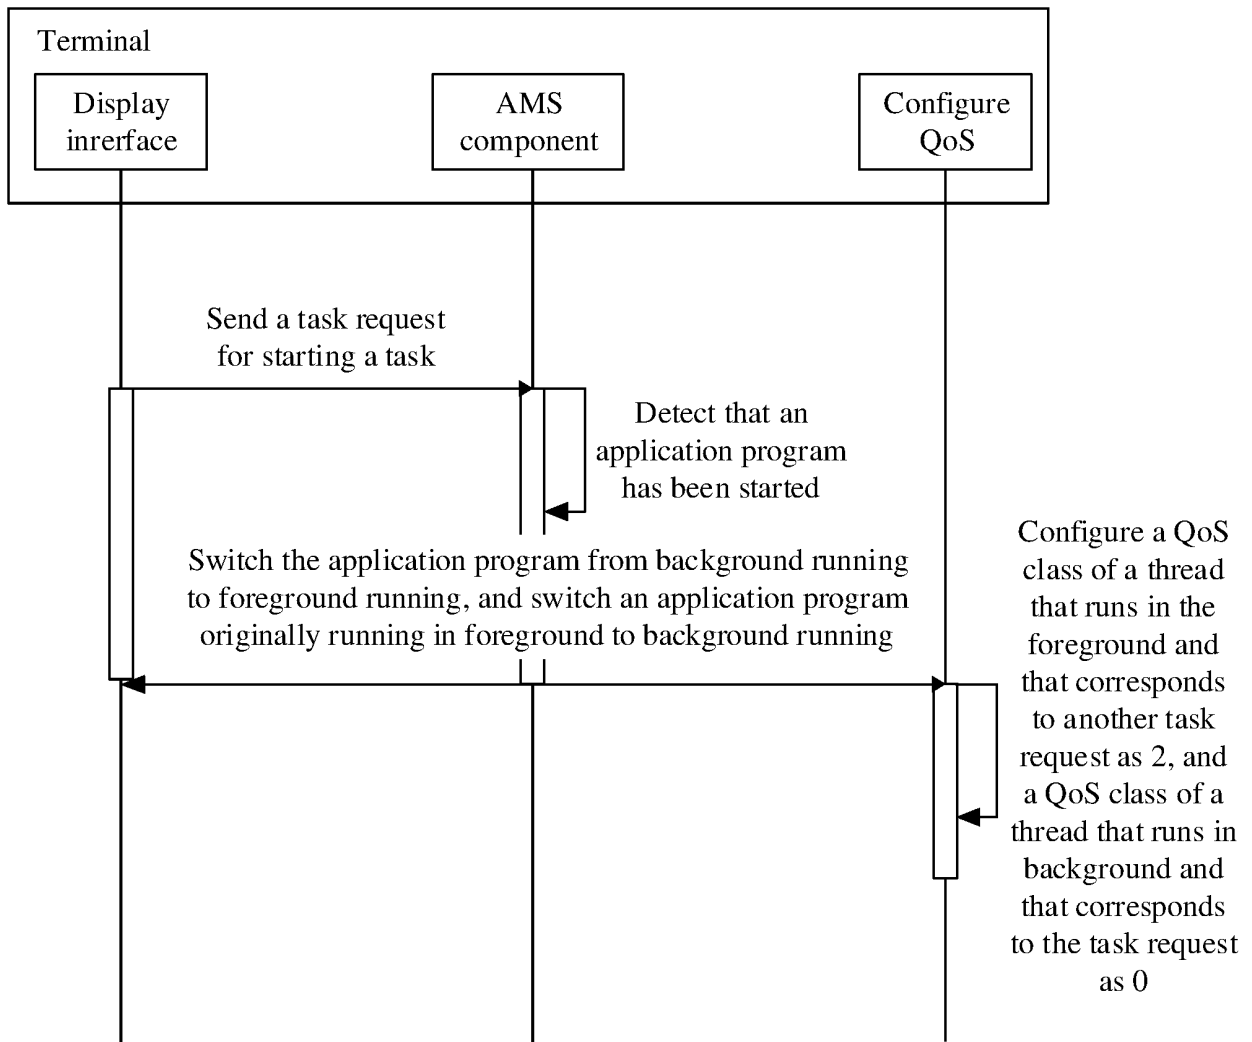 Terminal
Display
inrerface
AMS
component
Configure
QoS
Send a task request
for starting a task
Detect that an
application program
has been started
Switch the application program from background running
to foreground running, and switch an application program
originally running in foreground to background running
Configure a QoS
class of a thread
that runs in the
foreground and
that corresponds
to another task
request as 2, and
a QoS class of a
thread that runs in
background and
that corresponds
to the task request
as 0